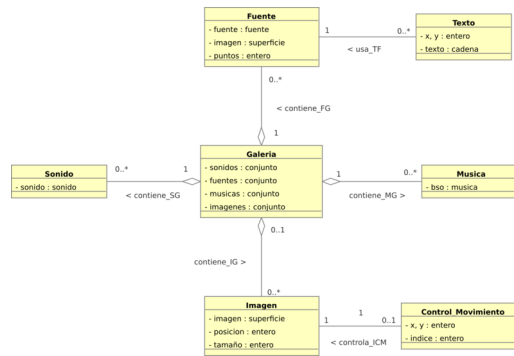 Fuente
- fuente : fuente
- imagen : superficie
- puntos : entero
1
0..*
< usa_TF
Texto
- x, y : entero
- texto : cadena
0..*
< contiene_FG
1
Sonido
- sonido : sonido
0..*
1
< contiene_SG
Galeria
- sonidos : conjunto
- fuentes : conjunto
- musicas : conjunto
- imagenes : conjunto
1
0..*
contiene_MG >
Musica
- bso : musica
0..1
contiene_IG >
0..*
Imagen
- imagen : superficie
- posicion : entero
- tamaño : entero
1
1
0..1
< controla_ICM
Control_Movimiento
- x, y : entero
- indice : entero